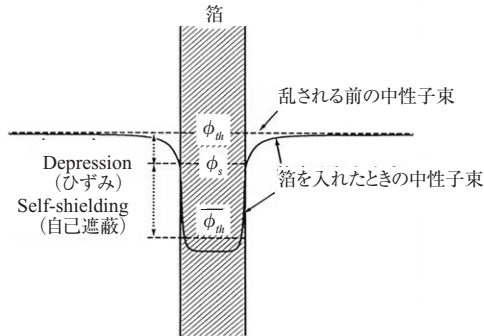 箔
乱される前の中性子束
ϕth
Depression
（ひずみ）
ϕs
箔を入れたときの中性子束
Self-shielding
（自己遮蔽）
ϕth